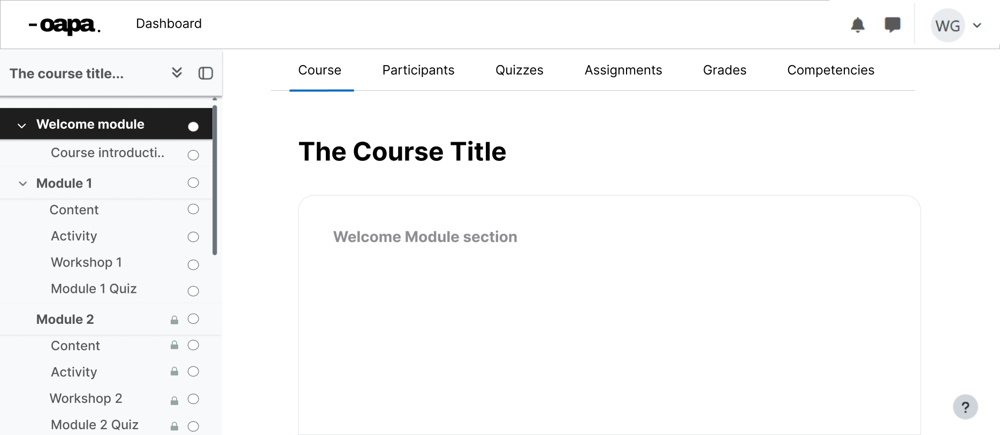 -oapa.
Dashboard
WG
The course title...
Course
Participants
Quizzes
Assignments
Grades
Competencies
Welcome module
Course introducti..
Module 1
Content
Activity
Workshop 1
Module 1 Quiz
Module 2
Content
Activity
Workshop 2
Module 2 Quiz
The Course Title
Welcome Module section
?